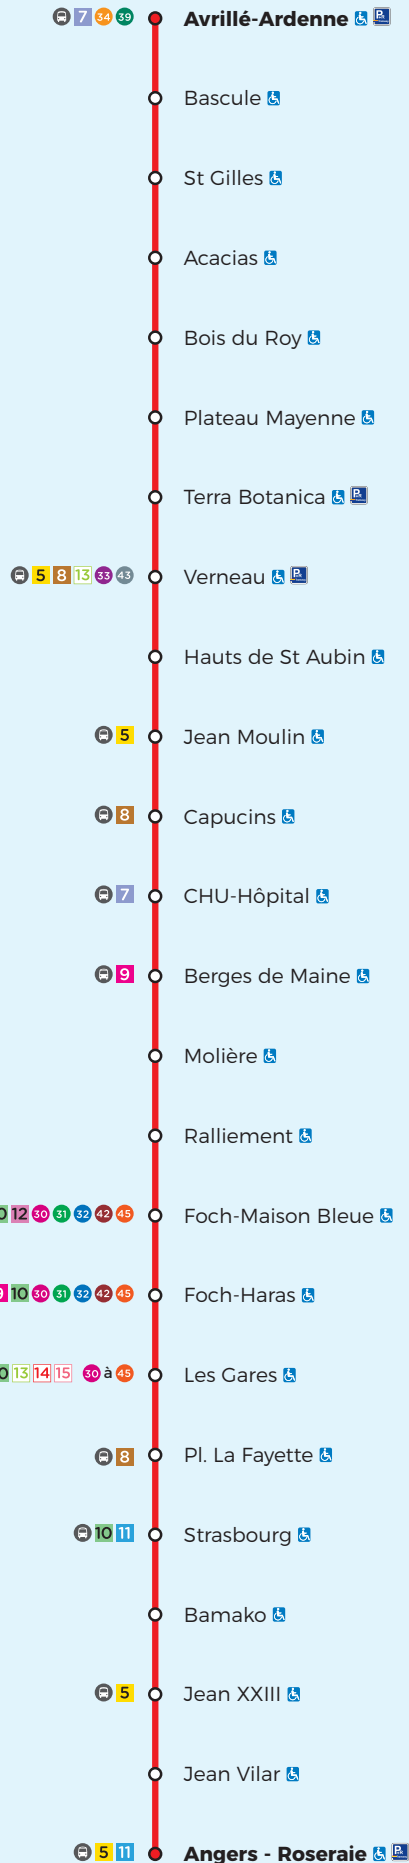 7 34 39 Avrillé-Ardenne P+R
Bascule
St Gilles
Acacias
Bois du Roy
Plateau Mayenne
Terra Botanica P+R
5 8 13 33 43 Verneau P+R
Hauts de St Aubin
5 Jean Moulin
8 Capucins
7 CHU-Hôpital
9 Berges de Maine
Molière
Ralliement
12 30 31 32 42 45 Foch-Maison Bleue
10 30 31 32 42 45 Foch-Haras
13 14 15 30 à 45 Les Gares
8 Pl. La Fayette
10 11 Strasbourg
Bamako
5 Jean XXIII
Jean Vilar
5 11 Angers - Roseraie P+R